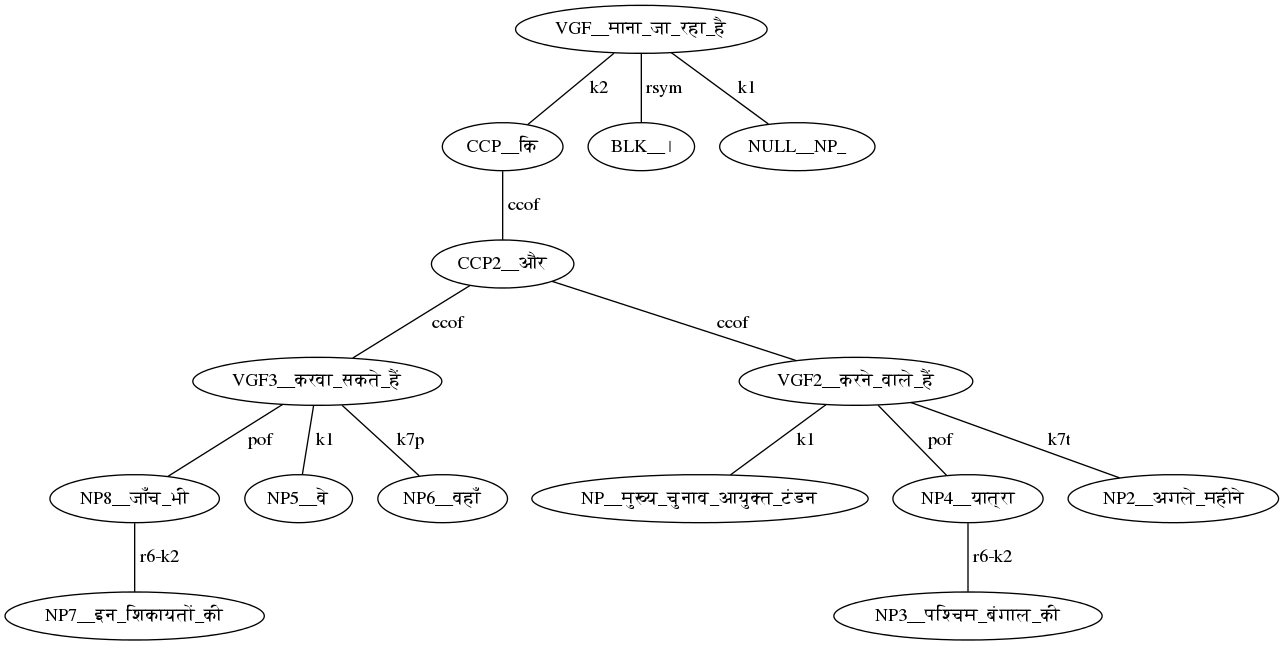 VGF__माना_जा_रहा_है
k2 rsym k1
CCP__कि BLK__। NULL__NP_
ccof
CCP2__और
ccof ccof
VGF3__करवा_सकते_हैं VGF2__करने_वाले_हैं
pof k1 k7p k1 pof k7t
NP8__जाँच_भी NP5__वे NP6__वहाँ NP__मुख्य_चुनाव_आयुक्त_टंडन NP4__यात्रा NP2__अगले_महीने
r6-k2 r6-k2
NP7__इन_शिकायतों_की NP3__पश्चिम_बंगाल_की